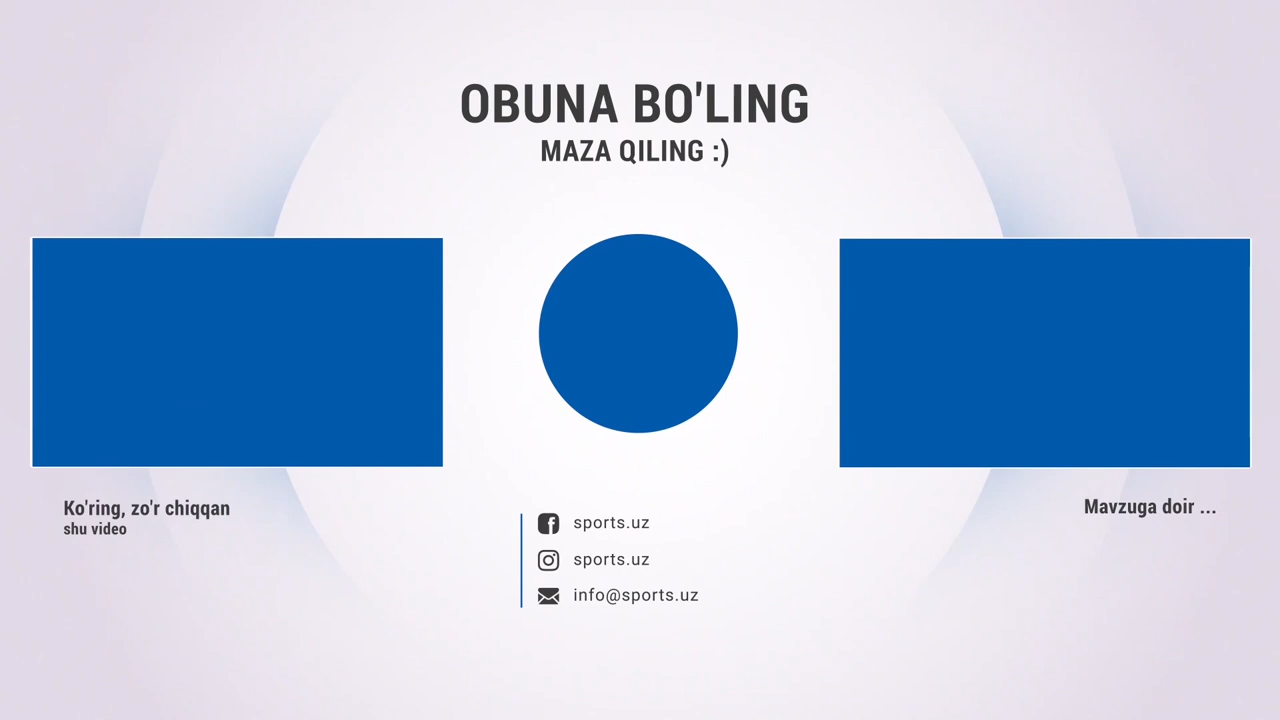 OBUNA BO'LING
MAZA QILING :)
Ko'ring, zo'r chiqqan
shu video
Mavzuga doir ...
sports.uz
sports.uz
info@sports.uz